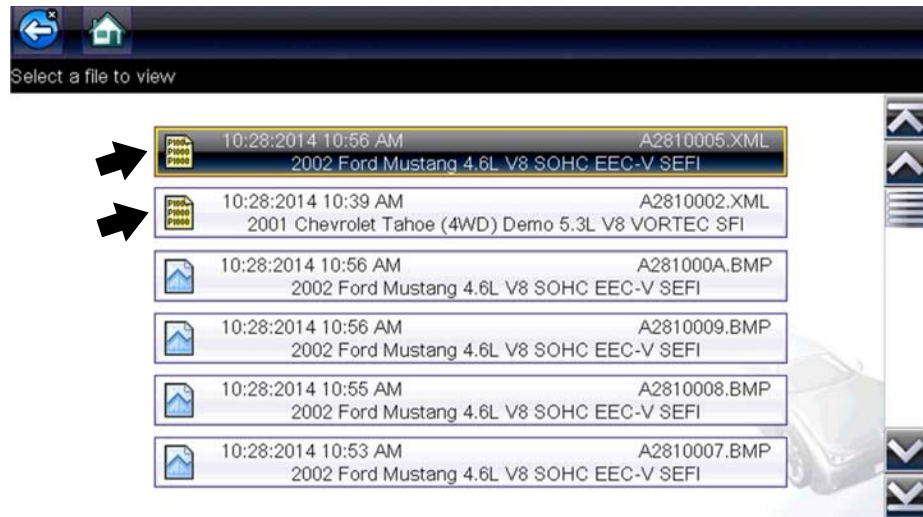 Select a file to view
10:28:2014 10:56 AM A2810005.XML
2002 Ford Mustang 4.6L V8 SOHC EEC-V SEFI
10:28:2014 10:39 AM A2810002.XML
2001 Chevrolet Tahoe (4WD) Demo 5.3L V8 VORTEC SFI
10:28:2014 10:56 AM A281000A.BMP
2002 Ford Mustang 4.6L V8 SOHC EEC-V SEFI
10:28:2014 10:56 AM A2810009.BMP
2002 Ford Mustang 4.6L V8 SOHC EEC-V SEFI
10:28:2014 10:55 AM A2810008.BMP
2002 Ford Mustang 4.6L V8 SOHC EEC-V SEFI
10:28:2014 10:53 AM A2810007.BMP
2002 Ford Mustang 4.6L V8 SOHC EEC-V SEFI